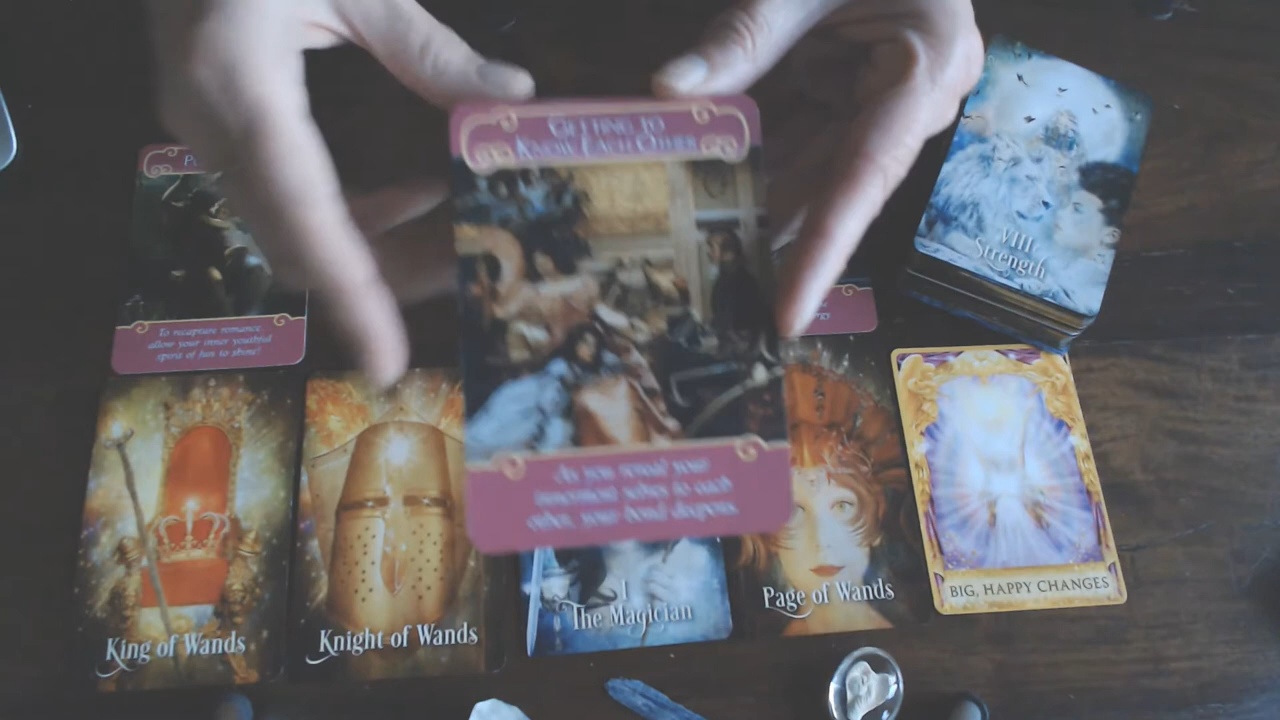 GETTING TO
KNOW EACH OTHER
As you reveal your
innermost selves to each
other, your bond deepens.
To recapture romance,
allow your inner youthful
spirit of fun to shine!
VIII:
Strength
King of Wands
Knight of Wands
I
The Magician
Page of Wands
BIG, HAPPY CHANGES